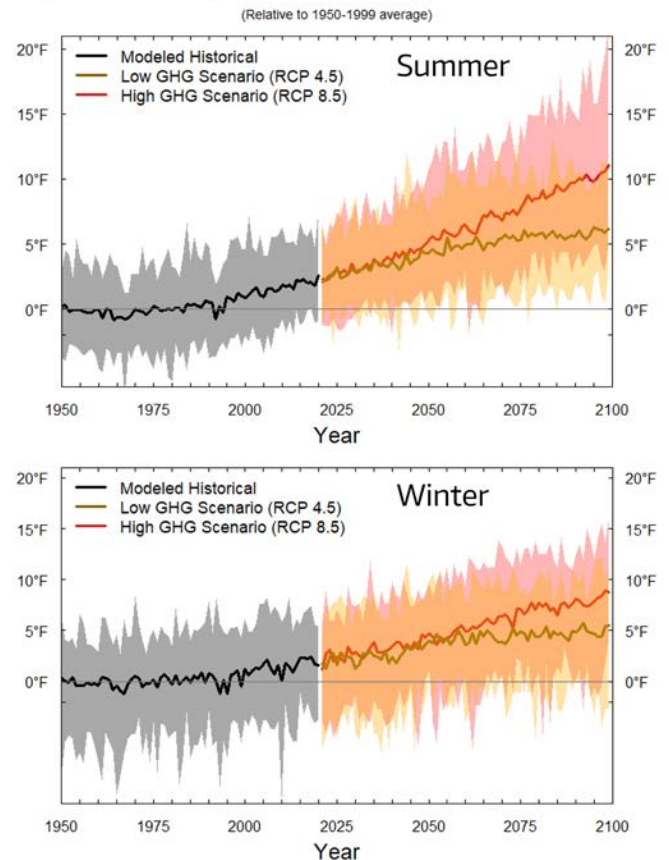 (Relative to 1950-1999 average)
20°F 20°F
Modeled Historical
Low GHG Scenario (RCP 4.5)
High GHG Scenario (RCP 8.5)
Summer
15°F 15°F
10°F 10°F
5°F 5°F
0°F 0°F
1950 1975 2000 2025 2050 2075 2100
Year
20°F 20°F
Modeled Historical
Low GHG Scenario (RCP 4.5)
High GHG Scenario (RCP 8.5)
Winter
15°F 15°F
10°F 10°F
5°F 5°F
0°F 0°F
1950 1975 2000 2025 2050 2075 2100
Year